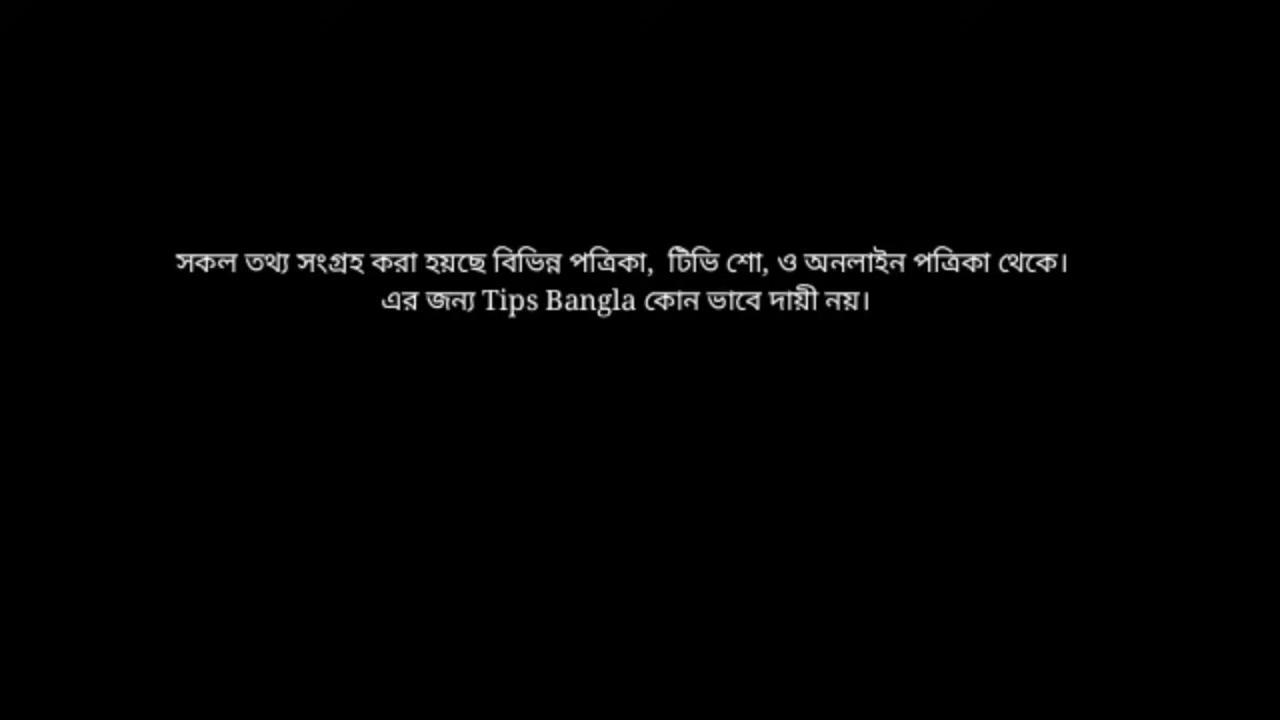 সকল তথ্য সংগ্রহ করা হয়ছে বিভিন্ন পত্রিকা, টিভি শো, ও অনলাইন পত্রিকা থেকে।
এর জন্য Tips Bangla কোন ভাবে দায়ী নয়।